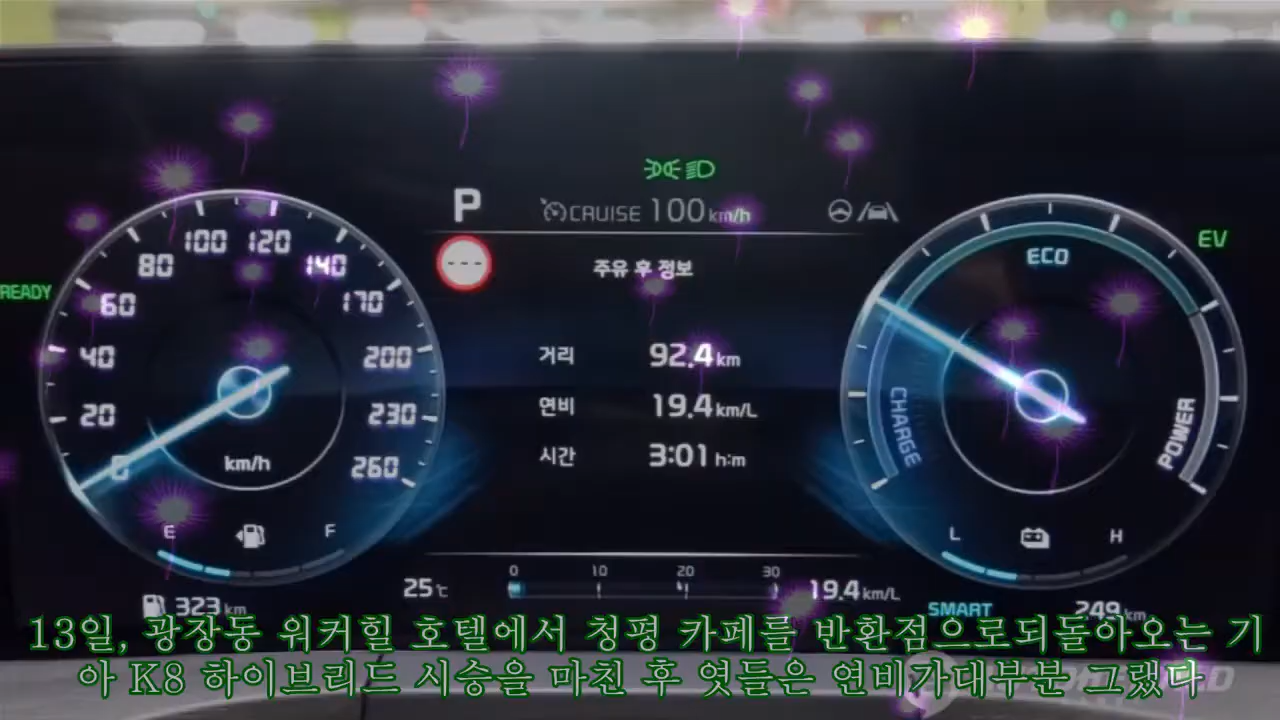 P
CRUISE 100 km/h
주유 후 정보
거리 92.4 km
연비 19.4 km/L
시간 3:01 h:m
READY
0
20
40
60
80
100
120
140
170
200
230
260
km/h
E
F
323 km
25℃
0 10 20 30
19.4 km/L
EV
ECO
CHARGE
POWER
L
H
SMART
249 km
13일, 광장동 워커힐 호텔에서 청평 카페를 반환점으로되돌아오는 기
아 K8 하이브리드 시승을 마친 후 엿들은 연비가대부분 그랬다